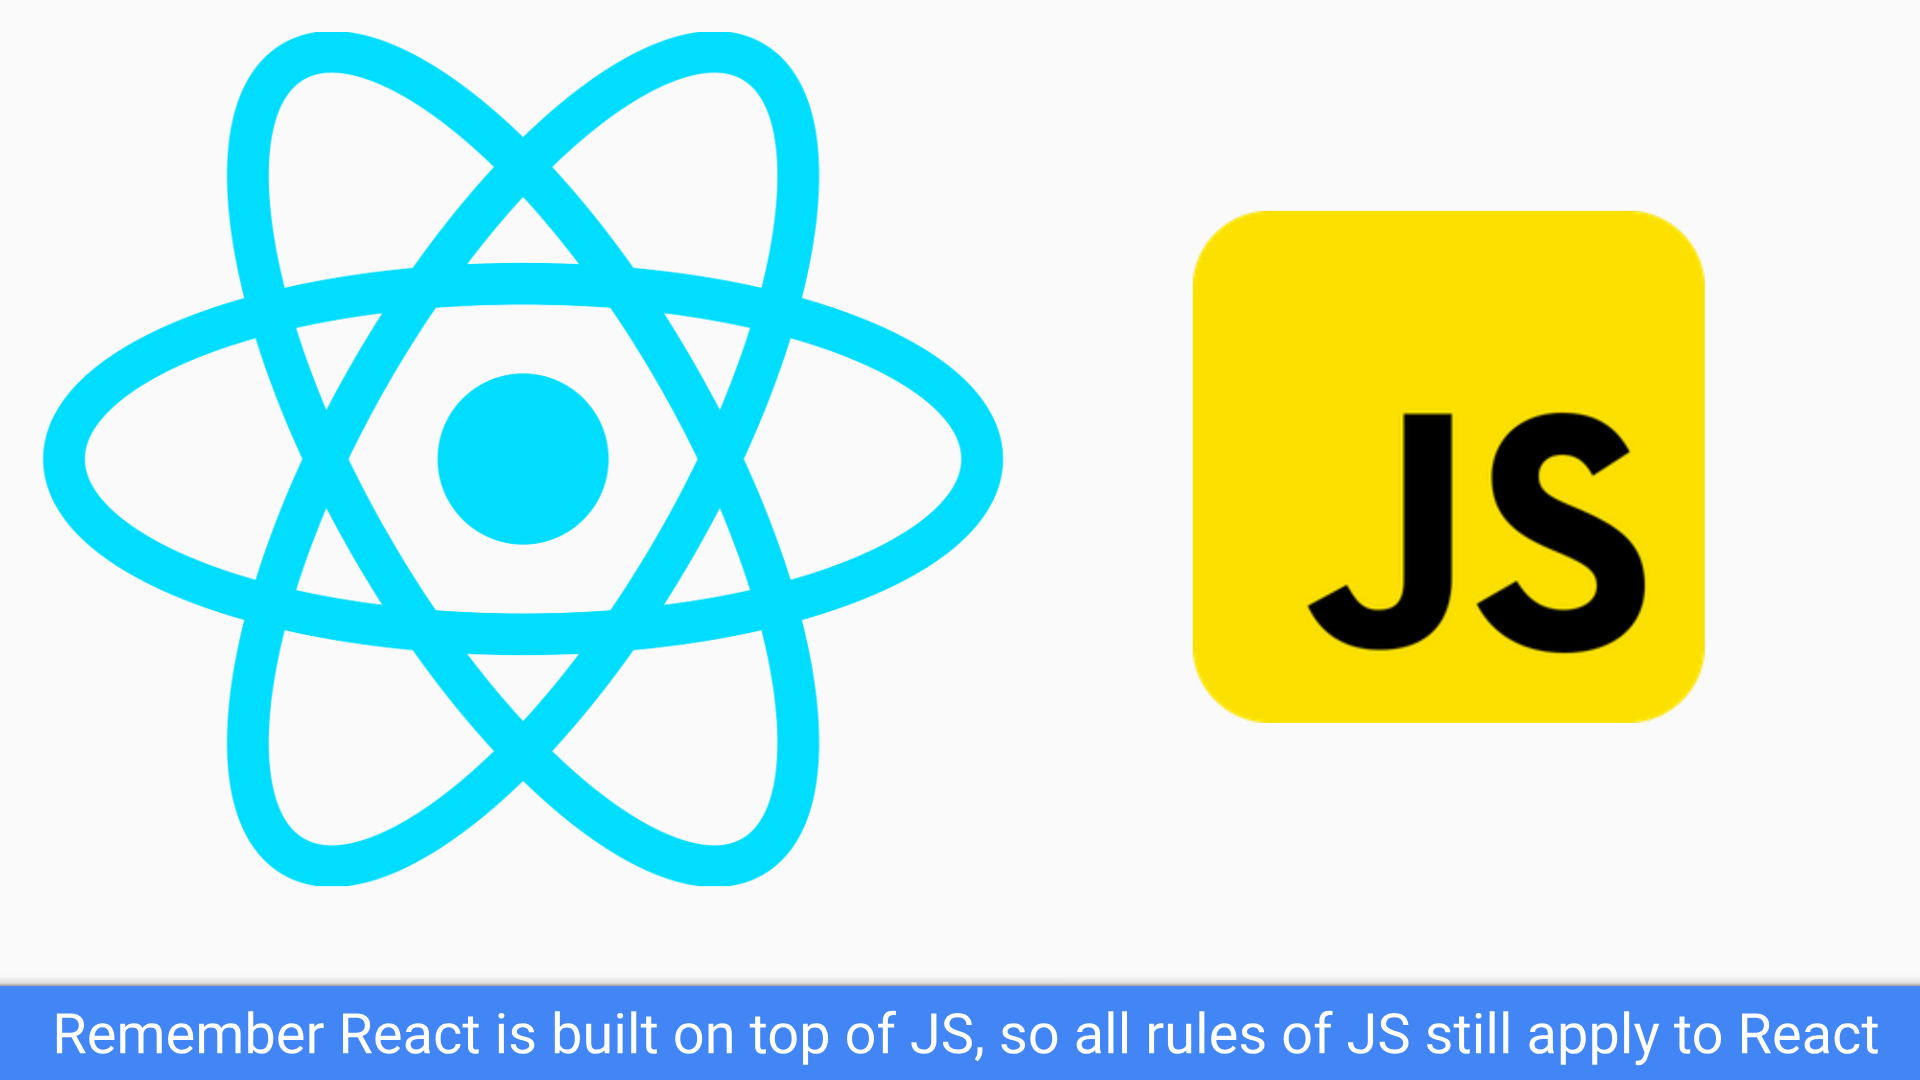 JS
Remember React is built on top of JS, so all rules of JS still apply to React